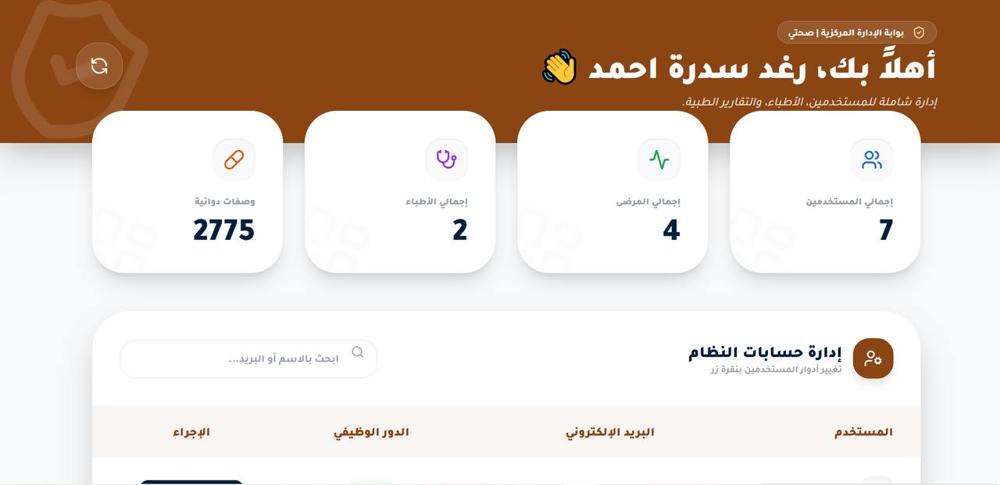 بوابة الإدارة المركزية | صحتي
أهلاً بك، رغد سدرة احمد 👋
إدارة شاملة للمستخدمين، الأطباء، والتقارير الطبية.
إجمالي المستخدمين
7
إجمالي المرضى
4
إجمالي الأطباء
2
وصفات دوائية
2775
إدارة حسابات النظام
تغيير أدوار المستخدمين بنقرة زر
ابحث بالاسم أو البريد...
المستخدم البريد الإلكتروني الدور الوظيفي الإجراء